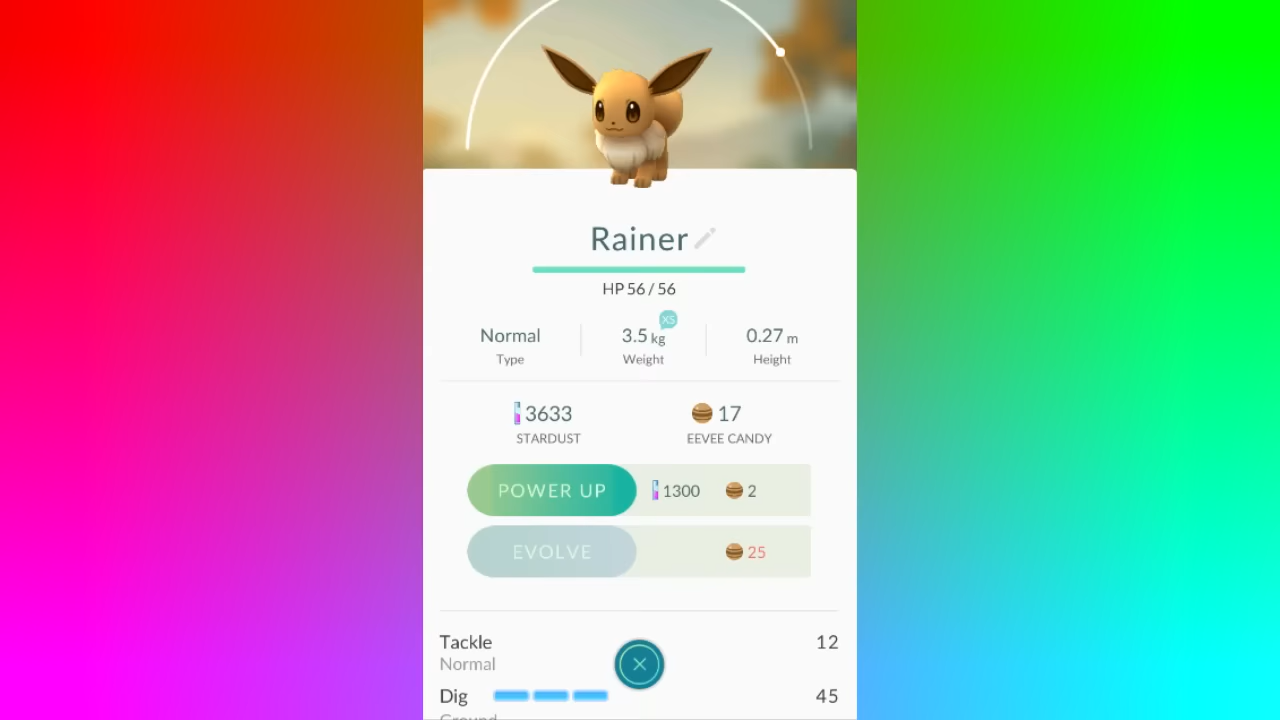 Rainer
HP 56 / 56
XS
Normal 3.5 kg 0.27 m
Type Weight Height
3633 17
STARDUST EEVEE CANDY
POWER UP 1300 2
EVOLVE 25
Tackle 12
Normal
Dig 45
Ground